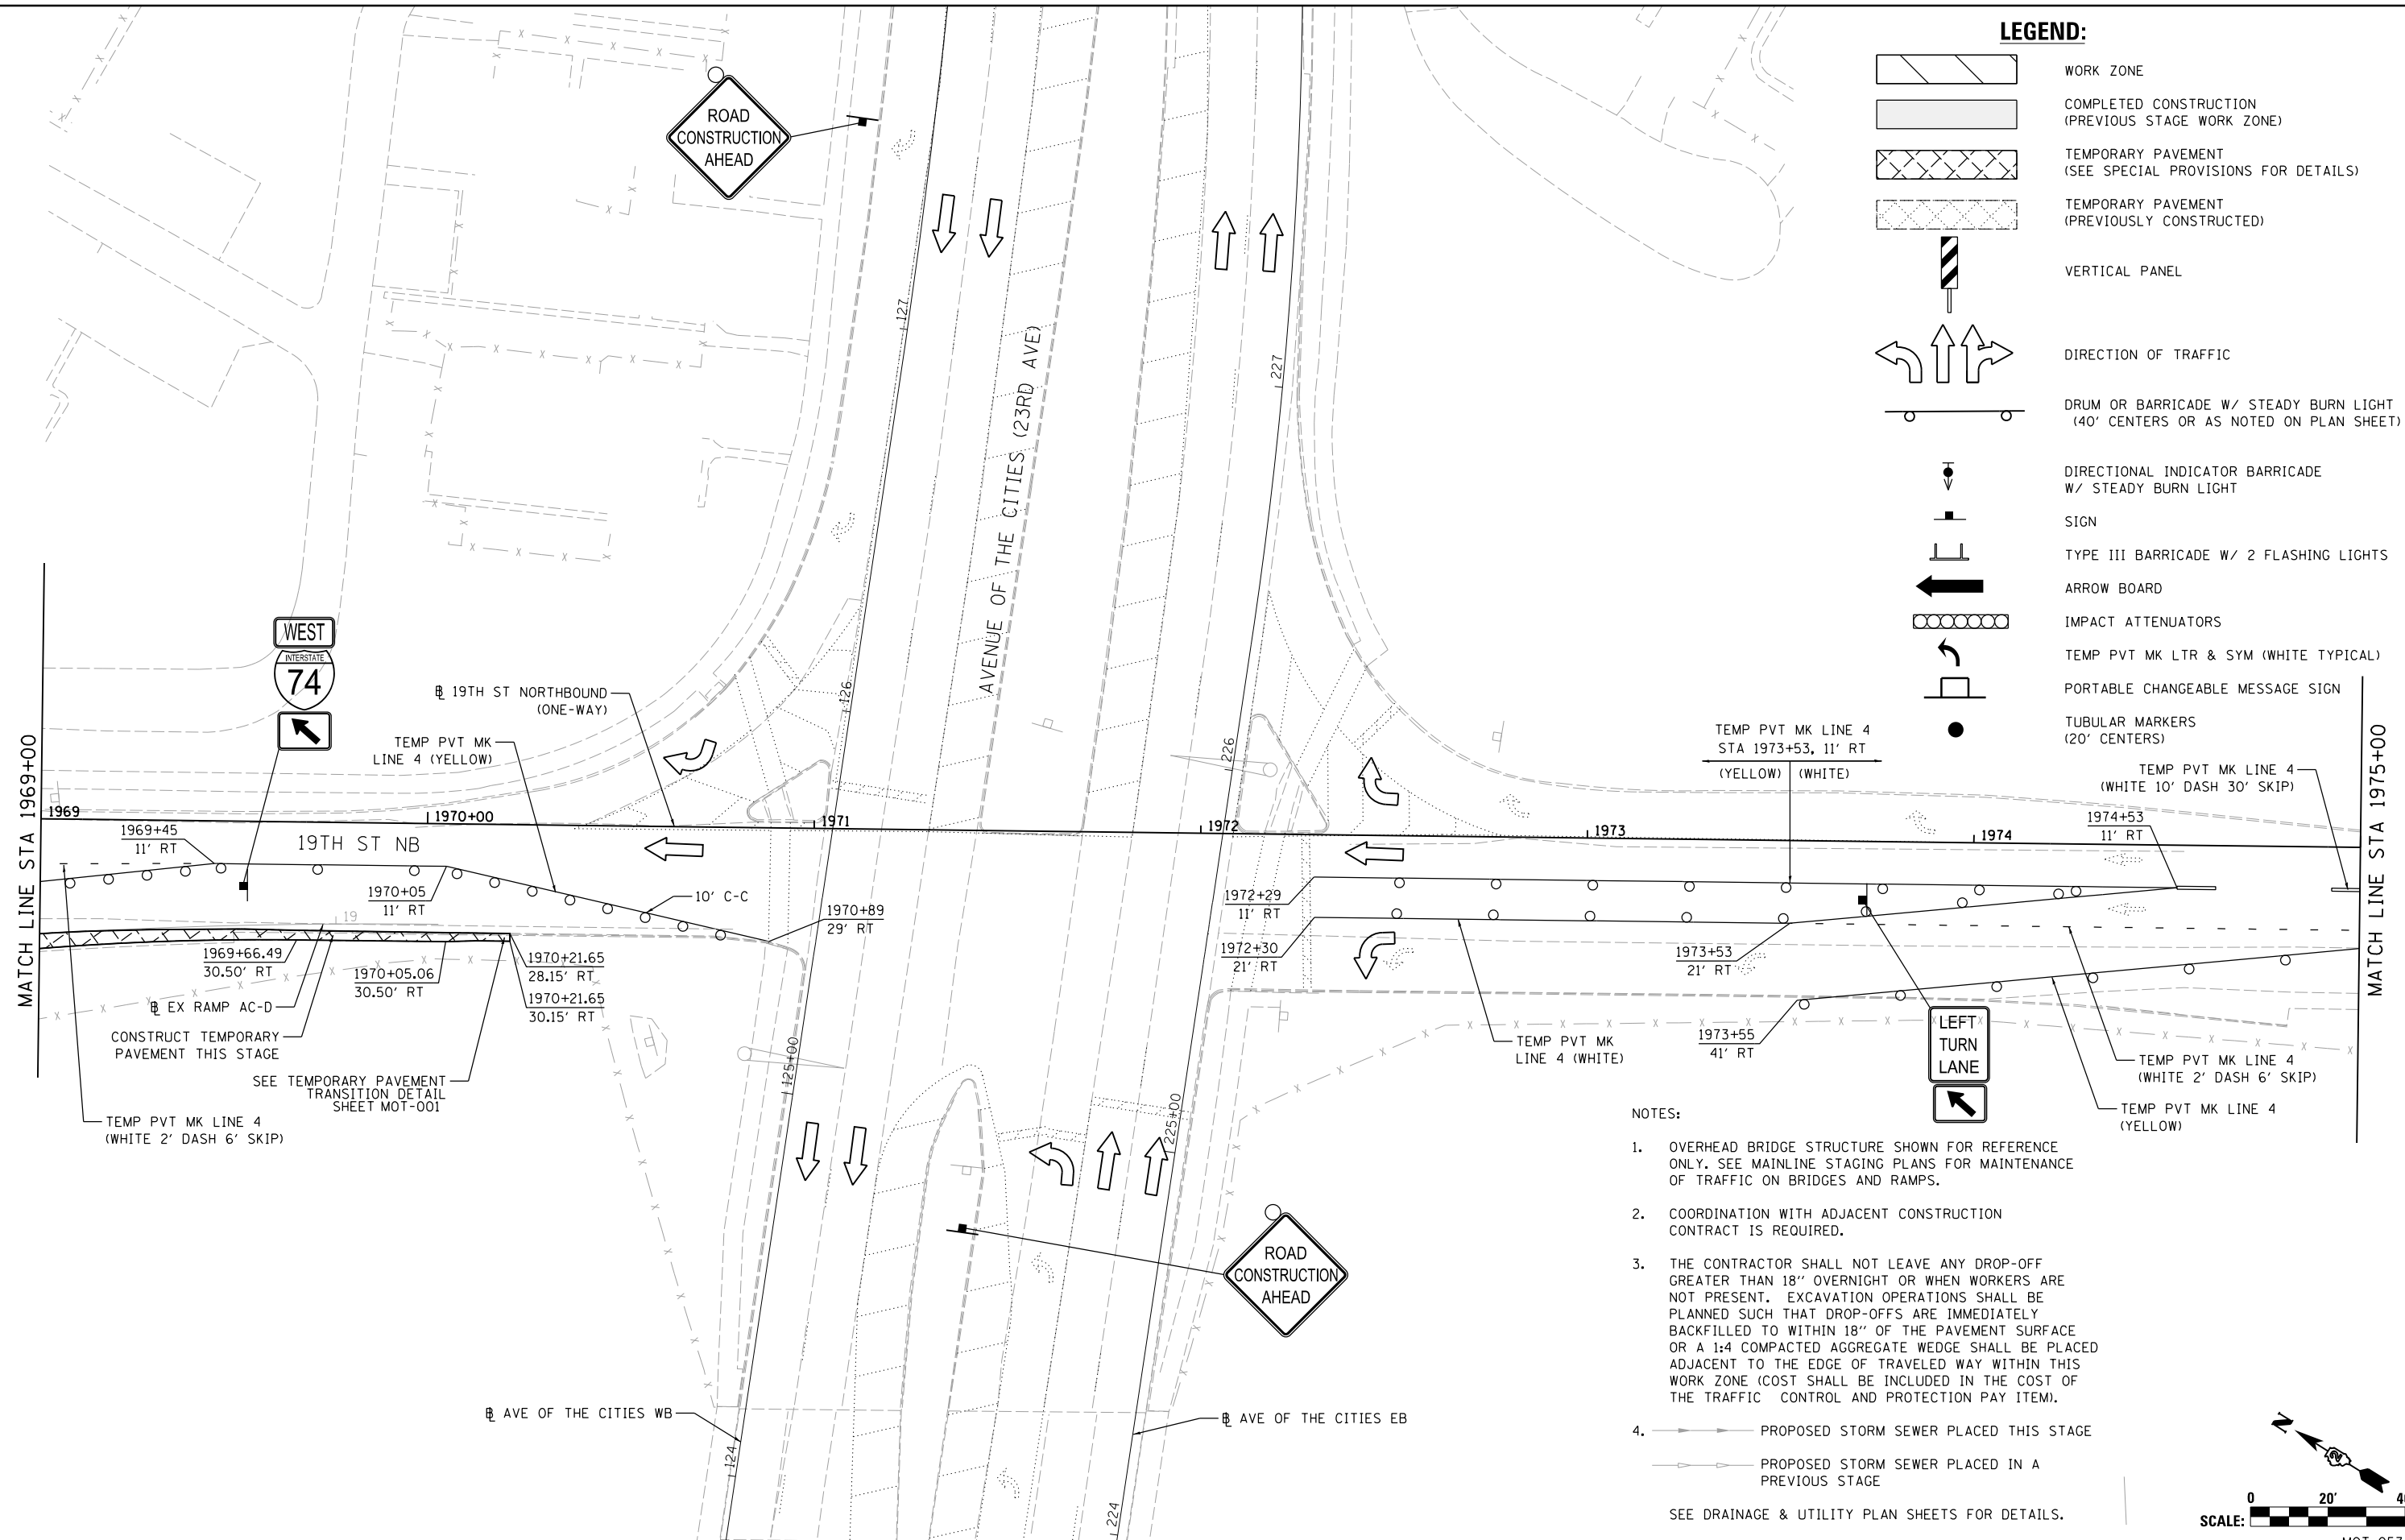 LEGEND:
WORK ZONE
COMPLETED CONSTRUCTION
(PREVIOUS STAGE WORK ZONE)
TEMPORARY PAVEMENT
(SEE SPECIAL PROVISIONS FOR DETAILS)
TEMPORARY PAVEMENT
(PREVIOUSLY CONSTRUCTED)
VERTICAL PANEL
DIRECTION OF TRAFFIC
DRUM OR BARRICADE W/ STEADY BURN LIGHT
(40' CENTERS OR AS NOTED ON PLAN SHEET)
DIRECTIONAL INDICATOR BARRICADE
W/ STEADY BURN LIGHT
SIGN
TYPE III BARRICADE W/ 2 FLASHING LIGHTS
ARROW BOARD
IMPACT ATTENUATORS
TEMP PVT MK LTR & SYM (WHITE TYPICAL)
PORTABLE CHANGEABLE MESSAGE SIGN
TUBULAR MARKERS
(20' CENTERS)
ROAD
CONSTRUCTION
AHEAD
127
227
AVENUE OF THE CITIES (23RD AVE)
126
226
WEST
INTERSTATE
74
℄ 19TH ST NORTHBOUND
(ONE-WAY)
TEMP PVT MK
LINE 4 (YELLOW)
TEMP PVT MK LINE 4
STA 1973+53, 11' RT
(YELLOW) (WHITE)
TEMP PVT MK LINE 4
(WHITE 10' DASH 30' SKIP)
MATCH LINE STA 1969+00
MATCH LINE STA 1975+00
1969
1970+00
1971
1972
1973
1974
1969+45
11' RT
19TH ST NB
1974+53
11' RT
1970+05
11' RT
10' C-C
1970+89
29' RT
1972+29
11' RT
19
1969+66.49
30.50' RT
1970+05.06
30.50' RT
1970+21.65
28.15' RT
1970+21.65
30.15' RT
1972+30
21' RT
1973+53
21' RT
1973+55
41' RT
℄ EX RAMP AC-D
CONSTRUCT TEMPORARY
PAVEMENT THIS STAGE
SEE TEMPORARY PAVEMENT
TRANSITION DETAIL
SHEET MOT-001
TEMP PVT MK LINE 4
(WHITE 2' DASH 6' SKIP)
125+00
225+00
TEMP PVT MK
LINE 4 (WHITE)
LEFT
TURN
LANE
TEMP PVT MK LINE 4
(WHITE 2' DASH 6' SKIP)
TEMP PVT MK LINE 4
(YELLOW)
ROAD
CONSTRUCTION
AHEAD
℄ AVE OF THE CITIES WB
℄ AVE OF THE CITIES EB
124
224
NOTES:
1. OVERHEAD BRIDGE STRUCTURE SHOWN FOR REFERENCE
ONLY. SEE MAINLINE STAGING PLANS FOR MAINTENANCE
OF TRAFFIC ON BRIDGES AND RAMPS.
2. COORDINATION WITH ADJACENT CONSTRUCTION
CONTRACT IS REQUIRED.
3. THE CONTRACTOR SHALL NOT LEAVE ANY DROP-OFF
GREATER THAN 18'' OVERNIGHT OR WHEN WORKERS ARE
NOT PRESENT. EXCAVATION OPERATIONS SHALL BE
PLANNED SUCH THAT DROP-OFFS ARE IMMEDIATELY
BACKFILLED TO WITHIN 18'' OF THE PAVEMENT SURFACE
OR A 1:4 COMPACTED AGGREGATE WEDGE SHALL BE PLACED
ADJACENT TO THE EDGE OF TRAVELED WAY WITHIN THIS
WORK ZONE (COST SHALL BE INCLUDED IN THE COST OF
THE TRAFFIC CONTROL AND PROTECTION PAY ITEM).
4. PROPOSED STORM SEWER PLACED THIS STAGE
PROPOSED STORM SEWER PLACED IN A
PREVIOUS STAGE
SEE DRAINAGE & UTILITY PLAN SHEETS FOR DETAILS.
N
2
0 20'
SCALE: